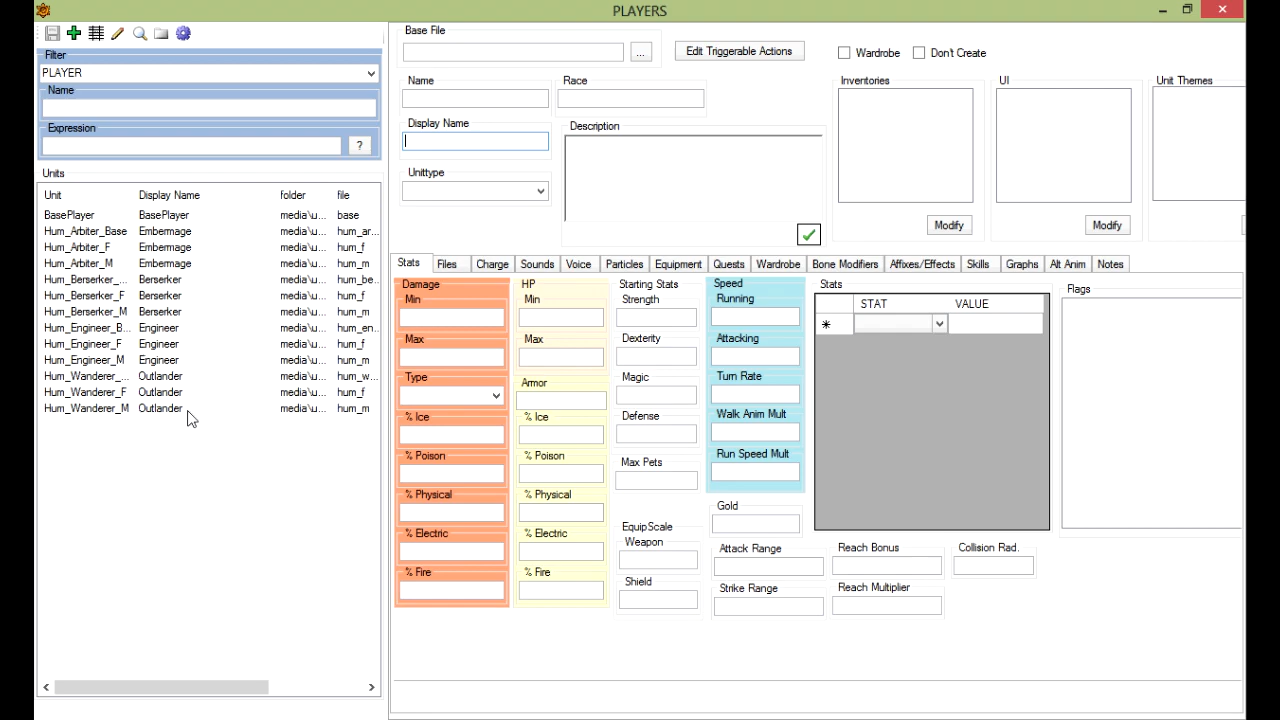 PLAYERS
Filter
PLAYER
Name
Expression
?
Units
Unit Display Name folder file
BasePlayer BasePlayer media\u... base
Hum_Arbiter_Base Embermage media\u... hum_ar...
Hum_Arbiter_F Embermage media\u... hum_f
Hum_Arbiter_M Embermage media\u... hum_m
Hum_Berserker_... Berserker media\u... hum_be...
Hum_Berserker_F Berserker media\u... hum_f
Hum_Berserker_M Berserker media\u... hum_m
Hum_Engineer_B... Engineer media\u... hum_en...
Hum_Engineer_F Engineer media\u... hum_f
Hum_Engineer_M Engineer media\u... hum_m
Hum_Wanderer_... Outlander media\u... hum_w...
Hum_Wanderer_F Outlander media\u... hum_f
Hum_Wanderer_M Outlander media\u... hum_m
Base File
...
Edit Triggerable Actions
Wardrobe Don't Create
Name Race
Display Name
Description
Unittype
Inventories UI Unit Themes
Modify Modify
Stats Files Charge Sounds Voice Particles Equipment Quests Wardrobe Bone Modifiers Affixes/Effects Skills Graphs Alt Anim Notes
Damage
Min
Max
Type
% Ice
% Poison
% Physical
% Electric
% Fire
HP
Min
Max
Armor
% Ice
% Poison
% Physical
% Electric
% Fire
Starting Stats
Strength
Dexterity
Magic
Defense
Max Pets
EquipScale
Weapon
Shield
Speed
Running
Attacking
Turn Rate
Walk Anim Mult
Run Speed Mult
Gold
Attack Range
Strike Range
Reach Bonus
Reach Multiplier
Collision Rad.
Stats
STAT VALUE
Flags